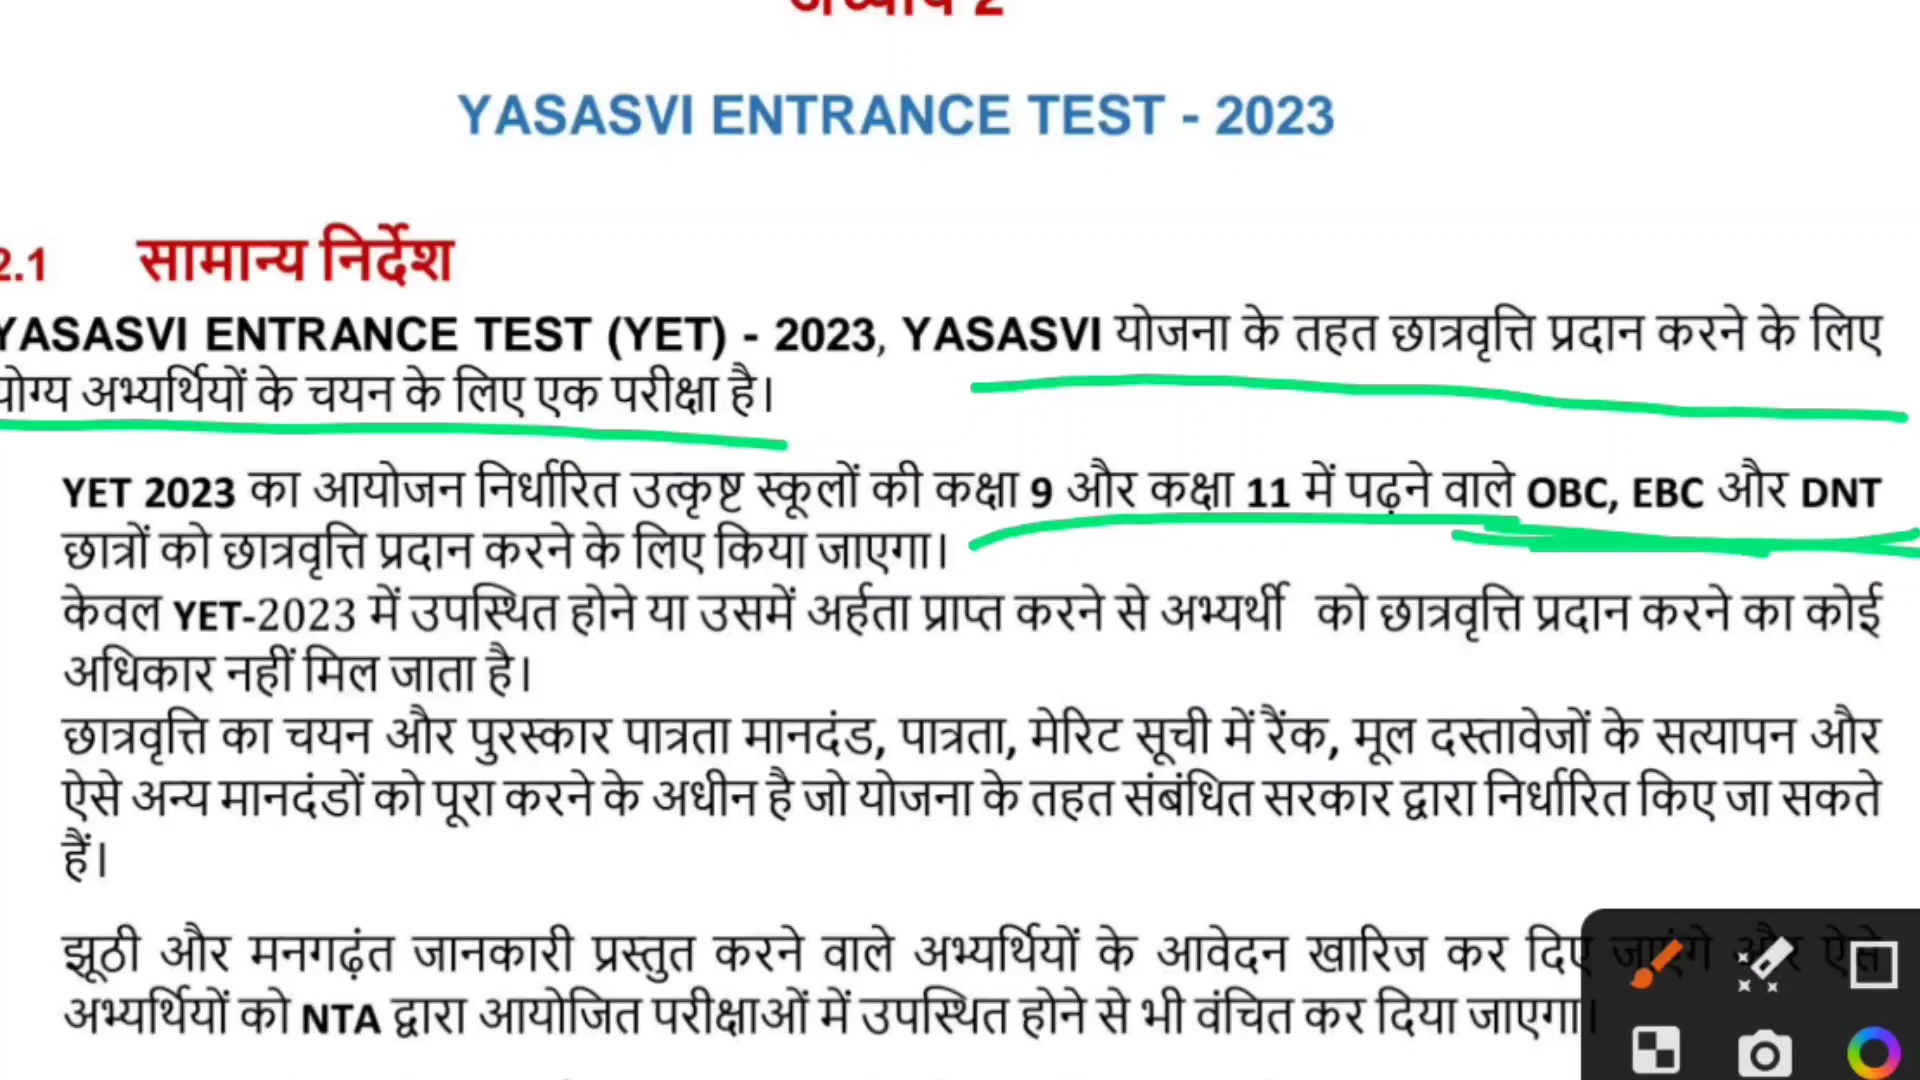 अध्याय 2
YASASVI ENTRANCE TEST - 2023
2.1 सामान्य निर्देश
YASASVI ENTRANCE TEST (YET) - 2023, YASASVI योजना के तहत छात्रवृत्ति प्रदान करने के लिए
योग्य अभ्यर्थियों के चयन के लिए एक परीक्षा है।
YET 2023 का आयोजन निर्धारित उत्कृष्ट स्कूलों की कक्षा 9 और कक्षा 11 में पढ़ने वाले OBC, EBC और DNT
छात्रों को छात्रवृत्ति प्रदान करने के लिए किया जाएगा।
केवल YET-2023 में उपस्थित होने या उसमें अर्हता प्राप्त करने से अभ्यर्थी को छात्रवृत्ति प्रदान करने का कोई
अधिकार नहीं मिल जाता है।
छात्रवृत्ति का चयन और पुरस्कार पात्रता मानदंड, पात्रता, मेरिट सूची में रैंक, मूल दस्तावेजों के सत्यापन और
ऐसे अन्य मानदंडों को पूरा करने के अधीन है जो योजना के तहत संबंधित सरकार द्वारा निर्धारित किए जा सकते
हैं।
झूठी और मनगढ़ंत जानकारी प्रस्तुत करने वाले अभ्यर्थियों के आवेदन खारिज कर दिए जाएंगे और ऐसे
अभ्यर्थियों को NTA द्वारा आयोजित परीक्षाओं में उपस्थित होने से भी वंचित कर दिया जाएगा।